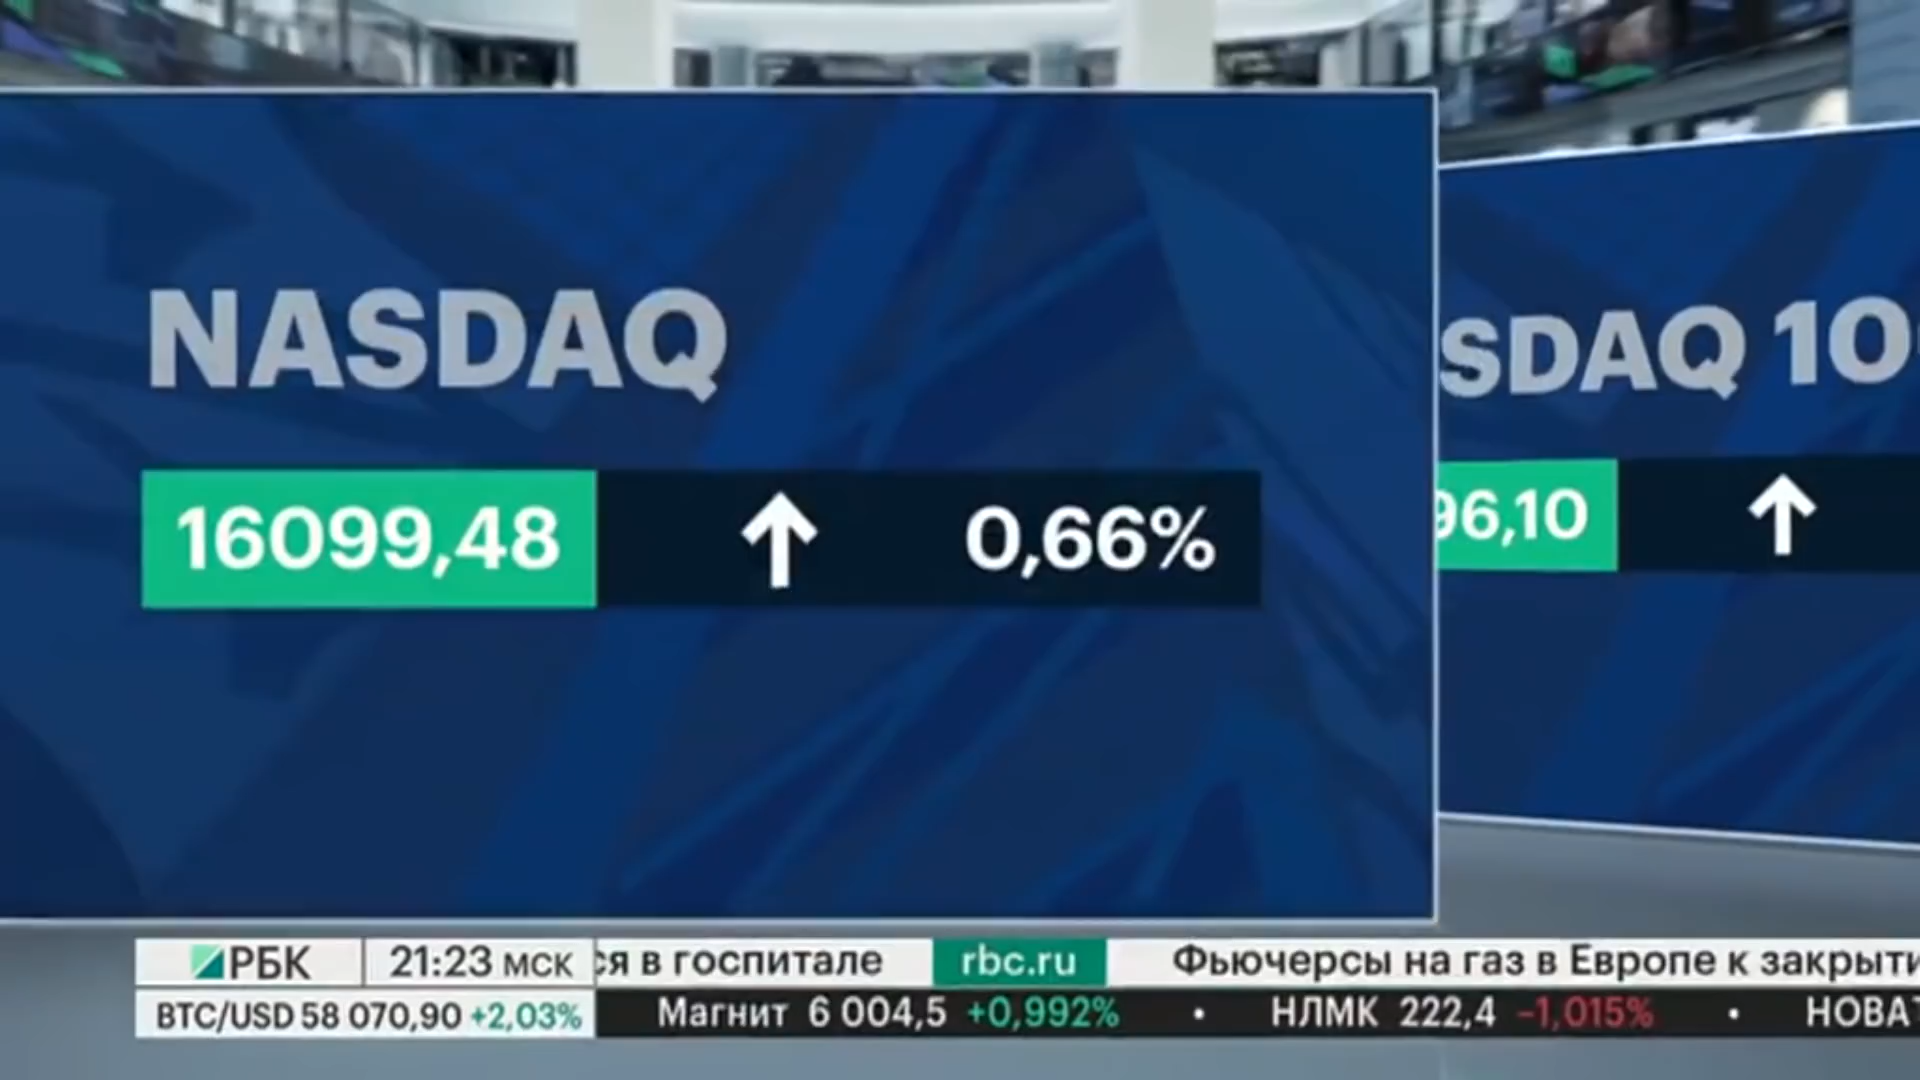 NASDAQ
16099,48 ↑ 0,66%
SDAQ 10
96,10 ↑
РБК 21:23 МСК ся в госпитале rbc.ru Фьючерсы на газ в Европе к закрыти
BTC/USD 58 070,90 +2,03% Магнит 6 004,5 +0,992% • НЛМК 222,4 -1,015% • НОВАТ